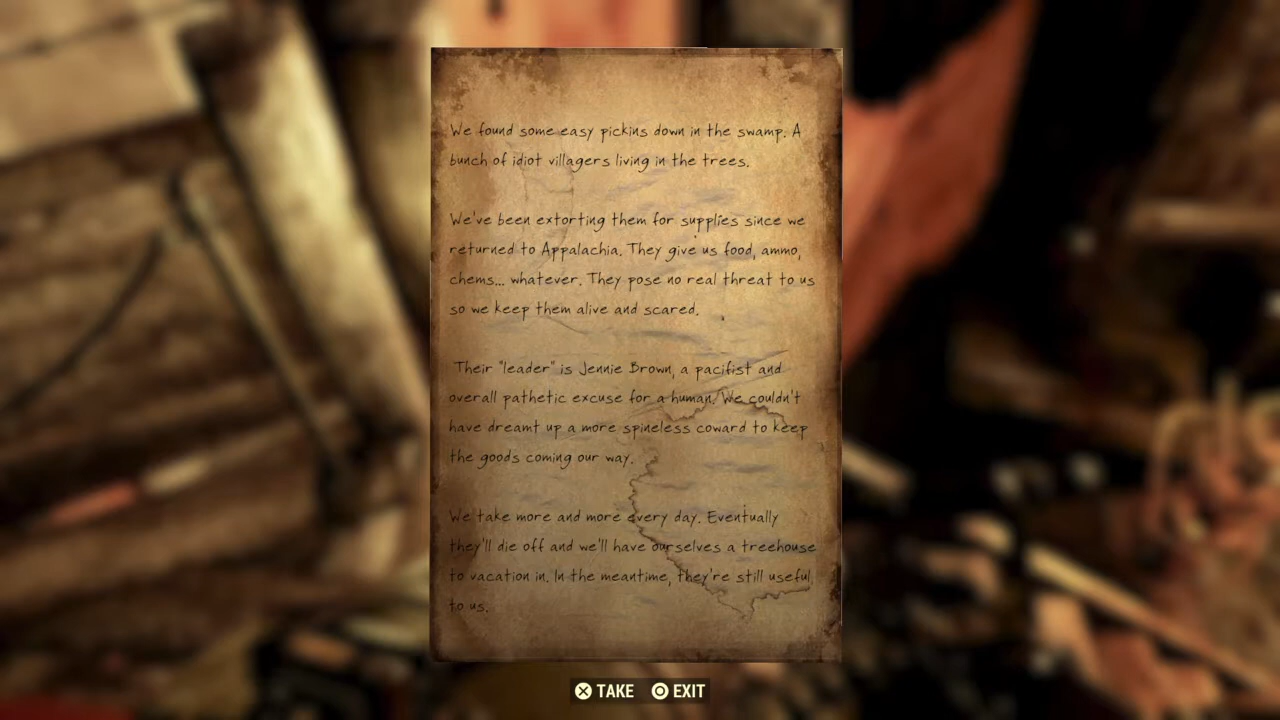 We found some easy pickins down in the swamp. A
bunch of idiot villagers living in the trees.
We've been extorting them for supplies since we
returned to Appalachia. They give us food, ammo,
chems... whatever. They pose no real threat to us
so we keep them alive and scared.
Their "leader" is Jennie Brown, a pacifist and
overall pathetic excuse for a human. We couldn't
have dreamt up a more spineless coward to keep
the goods coming our way.
We take more and more every day. Eventually
they'll die off and we'll have ourselves a treehouse
to vacation in. In the meantime, they're still useful
to us.
TAKE EXIT